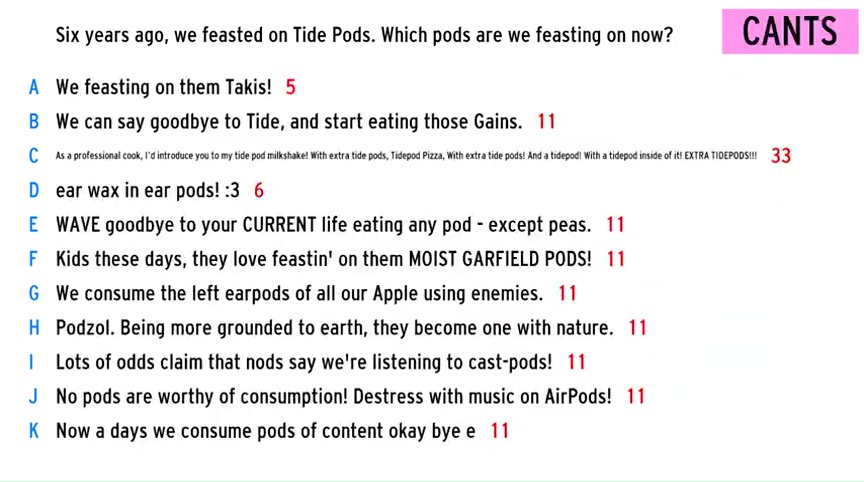 Six years ago, we feasted on Tide Pods. Which pods are we feasting on now?
CANTS
A We feasting on them Takis! 5
B We can say goodbye to Tide, and start eating those Gains. 11
C As a professional cook, I'd introduce you to my tide pod milkshake! With extra tide pods, Tidepod Pizza, With extra tide pods! And a tidepod! With a tidepod inside of it! EXTRA TIDEPODS!!! 33
D ear wax in ear pods! :3 6
E WAVE goodbye to your CURRENT life eating any pod - except peas. 11
F Kids these days, they love feastin' on them MOIST GARFIELD PODS! 11
G We consume the left earpods of all our Apple using enemies. 11
H Podzol. Being more grounded to earth, they become one with nature. 11
I Lots of odds claim that nods say we're listening to cast-pods! 11
J No pods are worthy of consumption! Destress with music on AirPods! 11
K Now a days we consume pods of content okay bye e 11